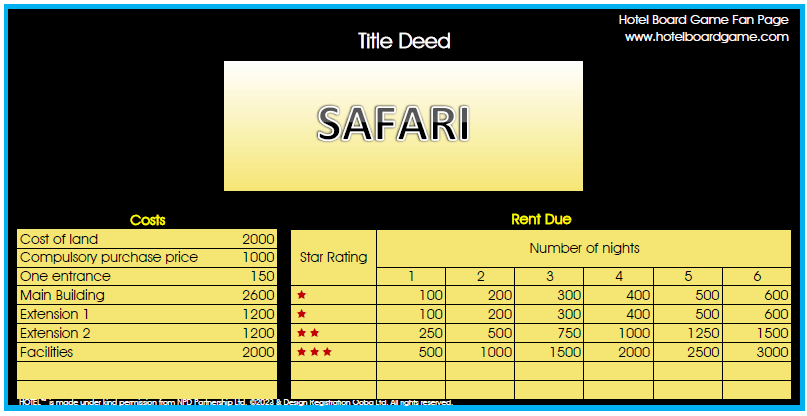 Hotel Board Game Fan Page
www.hotelboardgame.com
Title Deed
SAFARI
Costs
Cost of land 2000
Compulsory purchase price 1000
One entrance 150
Main Building 2600
Extension 1 1200
Extension 2 1200
Facilities 2000
Rent Due
Star Rating Number of nights
1 2 3 4 5 6
★ 100 200 300 400 500 600
★ 100 200 300 400 500 600
★★ 250 500 750 1000 1250 1500
★★★ 500 1000 1500 2000 2500 3000
HOTEL™ is made under kind permission from NPD Partnership Ltd. ©2023 & Design Registration Ooba Ltd. All rights reserved.